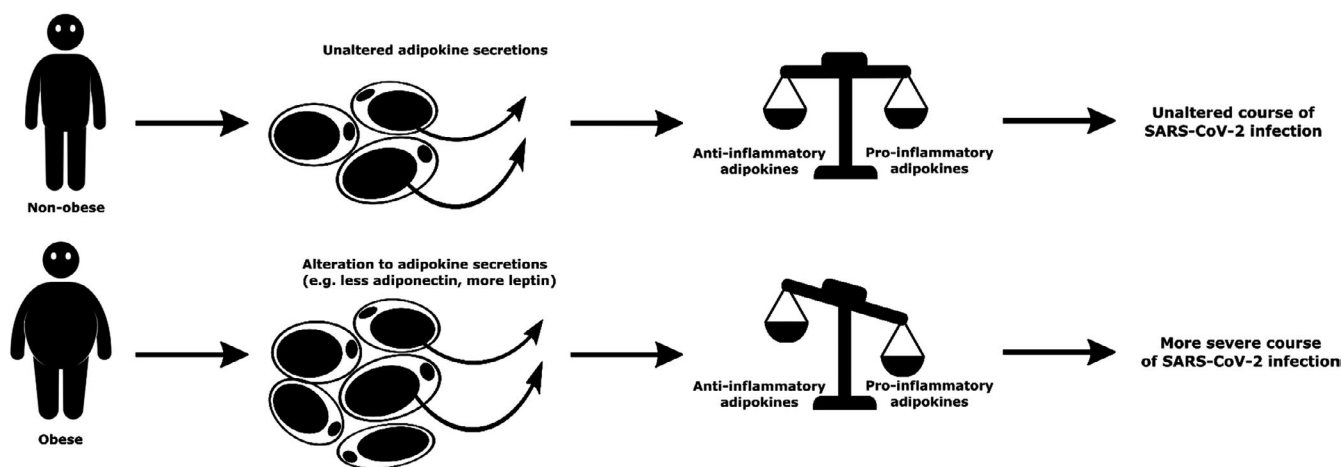 Unaltered adipokine secretions
Non-obese
Anti-inflammatory
adipokines
Pro-inflammatory
adipokines
Unaltered course of
SARS-CoV-2 infection
Alteration to adipokine secretions
(e.g. less adiponectin, more leptin)
Obese
Anti-inflammatory
adipokines
Pro-inflammatory
adipokines
More severe course
of SARS-CoV-2 infection